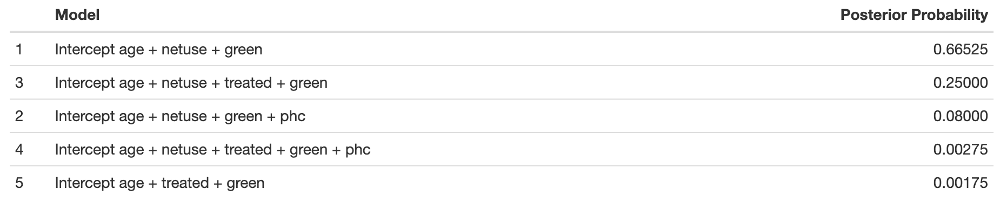 Model Posterior Probability
1 Intercept age + netuse + green 0.66525
3 Intercept age + netuse + treated + green 0.25000
2 Intercept age + netuse + green + phc 0.08000
4 Intercept age + netuse + treated + green + phc 0.00275
5 Intercept age + treated + green 0.00175